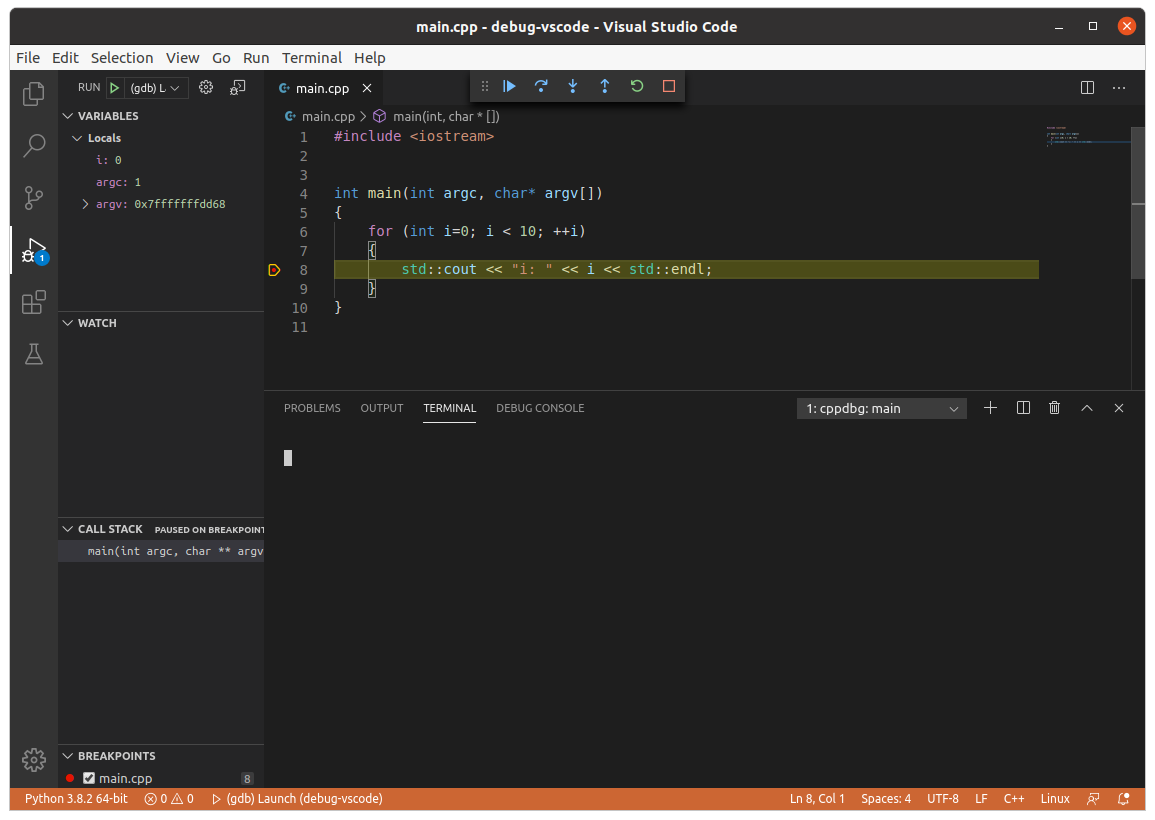 main.cpp - debug-vscode - Visual Studio Code
File Edit Selection View Go Run Terminal Help
RUN (gdb) L
main.cpp
VARIABLES
Locals
i: 0
argc: 1
argv: 0x7fffffffdd68
WATCH
CALL STACK PAUSED ON BREAKPOINT
main(int argc, char ** argv
BREAKPOINTS
main.cpp 8
1
main.cpp > main(int, char * [])
1 #include <iostream>
2
3
4 int main(int argc, char* argv[])
5 {
6 for (int i=0; i < 10; ++i)
7 {
8 std::cout << "i: " << i << std::endl;
9 }
10 }
11
PROBLEMS OUTPUT TERMINAL DEBUG CONSOLE 1: cppdbg: main
Python 3.8.2 64-bit 0 0 (gdb) Launch (debug-vscode) Ln 8, Col 1 Spaces: 4 UTF-8 LF C++ Linux